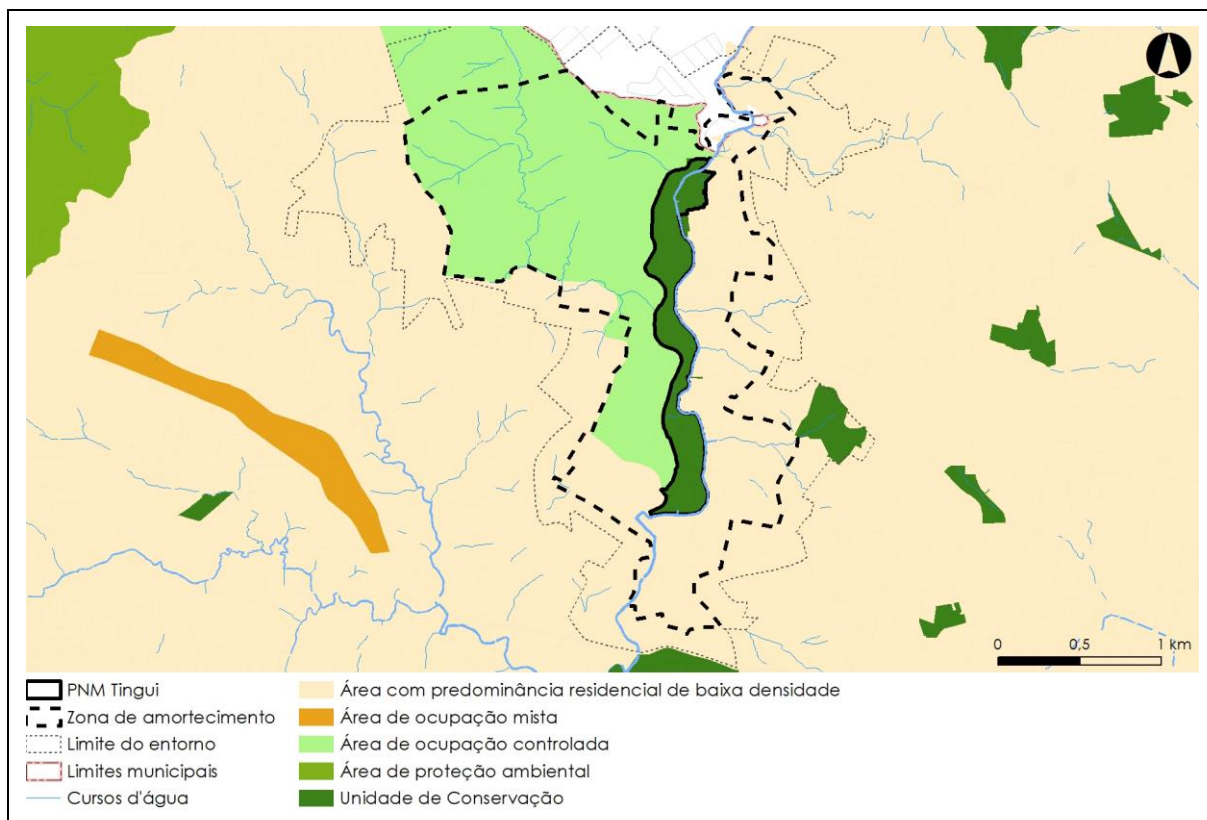 0 0,5 1 km
PNM Tingui
Zona de amortecimento
Limite do entorno
Limites municipais
Cursos d'água
Área com predominância residencial de baixa densidade
Área de ocupação mista
Área de ocupação controlada
Área de proteção ambiental
Unidade de Conservação